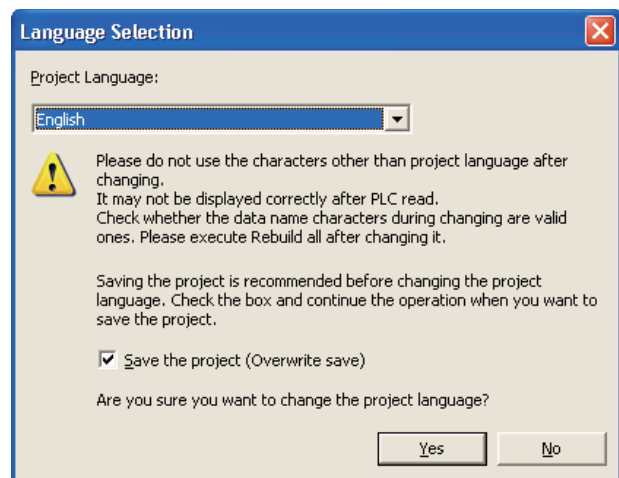 Language Selection
Project Language:
English
Please do not use the characters other than project language after
changing.
It may not be displayed correctly after PLC read.
Check whether the data name characters during changing are valid
ones. Please execute Rebuild all after changing it.
Saving the project is recommended before changing the project
language. Check the box and continue the operation when you want to
save the project.
Save the project (Overwrite save)
Are you sure you want to change the project language?
Yes No